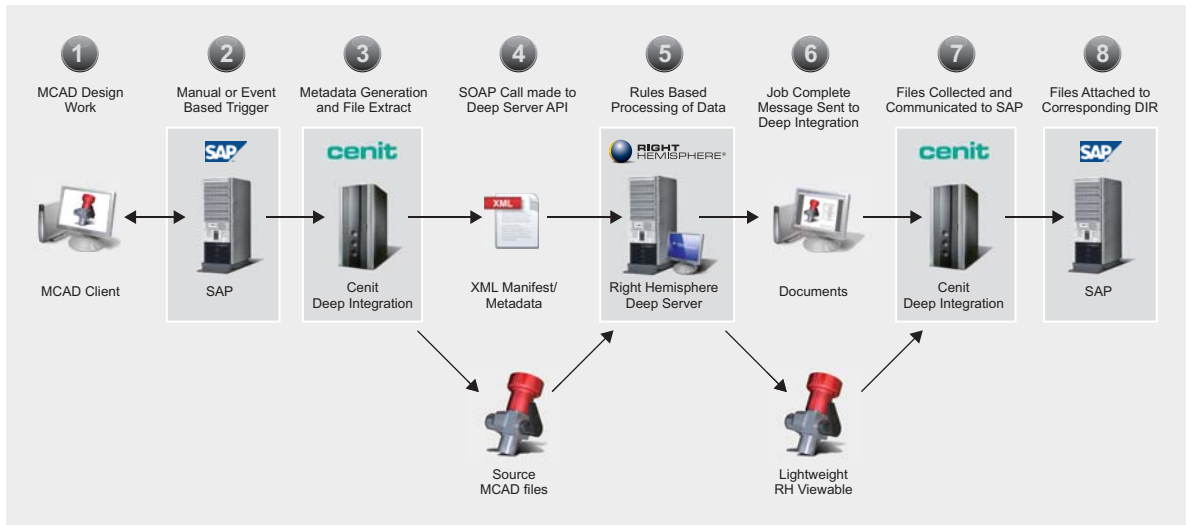 1
2
3
4
5
6
7
8
MCAD Design
Work
Manual or Event
Based Trigger
Metadata Generation
and File Extract
SOAP Call made to
Deep Server API
Rules Based
Processing of Data
Job Complete
Message Sent to
Deep Integration
Files Collected and
Communicated to SAP
Files Attached to
Corresponding DIR
SAP
cenit
RIGHT
HEMISPHERE®
cenit
SAP
XML
MCAD Client
SAP
Cenit
Deep Integration
XML Manifest/
Metadata
Right Hemisphere
Deep Server
Documents
Cenit
Deep Integration
SAP
Source
MCAD files
Lightweight
RH Viewable